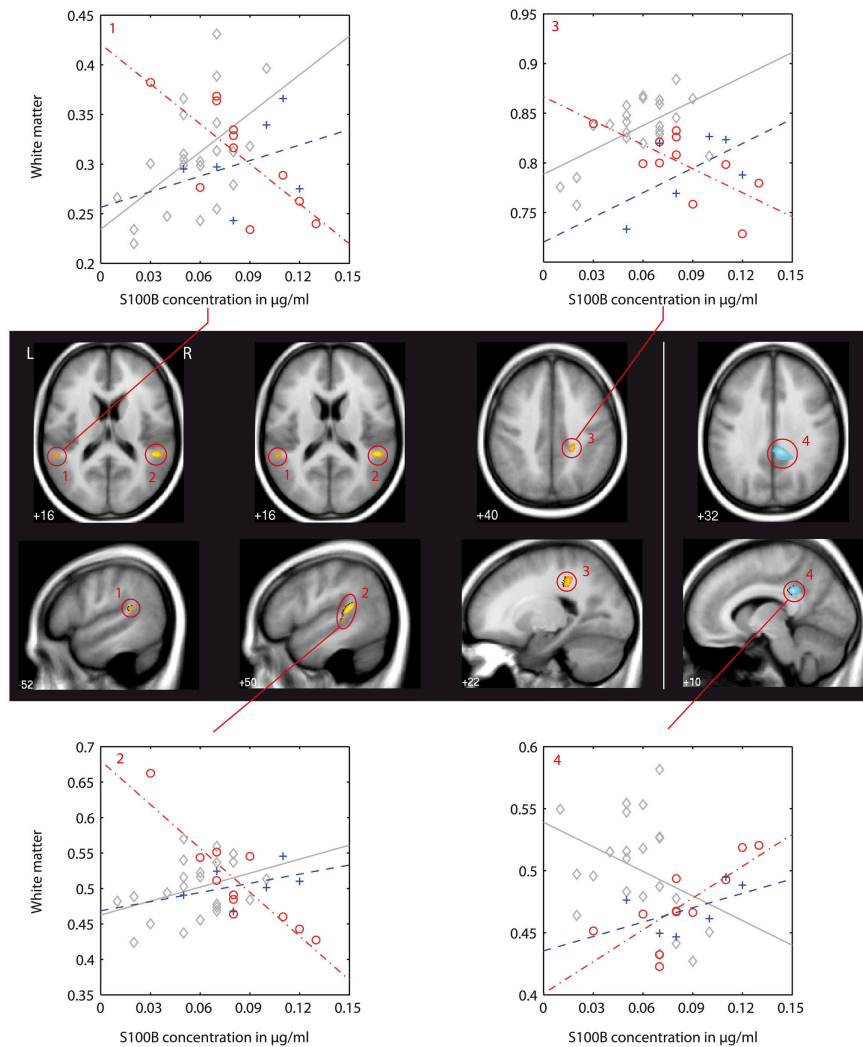 1
0.45
0.4
0.35
0.3
0.25
0.2
White matter
0 0.03 0.06 0.09 0.12 0.15
S100B concentration in µg/ml
3
0.95
0.9
0.85
0.8
0.75
0 0.03 0.06 0.09 0.12 0.15
S100B concentration in µg/ml
L R
1 2 +16
1 2 +16
3 +40
4 +32
1 -52
2 +50
3 +22
4 +10
2
0.7
0.65
0.6
0.55
0.5
0.45
0.4
0.35
White matter
0 0.03 0.06 0.09 0.12 0.15
S100B concentration in µg/ml
4
0.6
0.55
0.5
0.45
0.4
0 0.03 0.06 0.09 0.12 0.15
S100B concentration in µg/ml